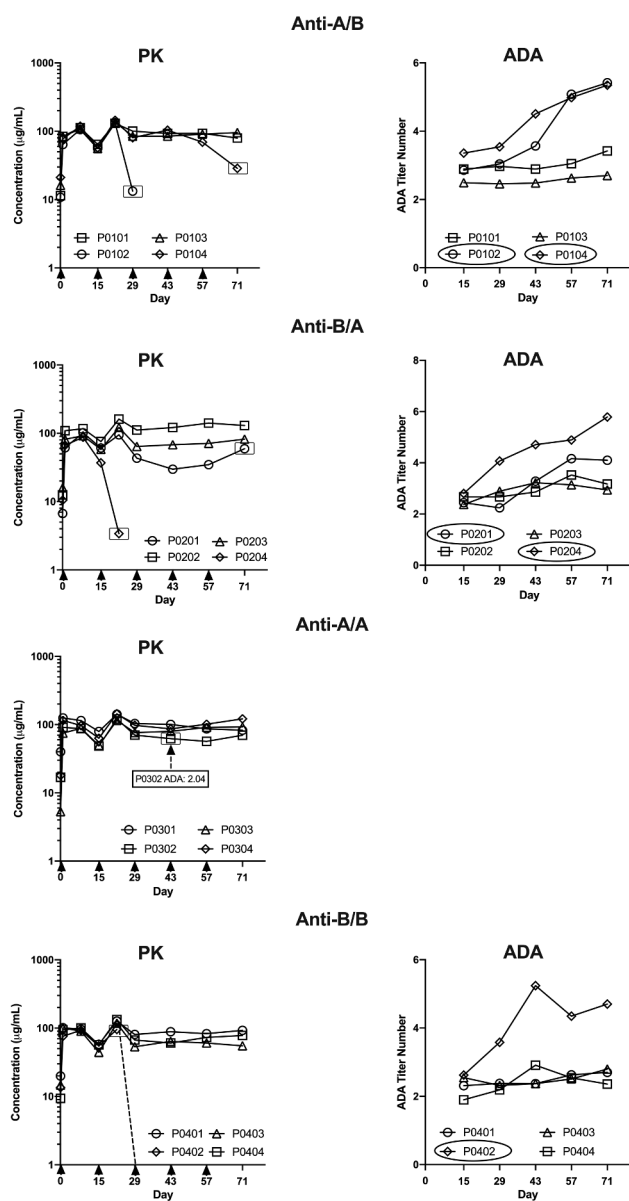 Anti-A/B
PK
Concentration (μg/mL)
1000
100
10
1
0 15 29 43 57 71
Day
P0101 P0103
P0102 P0104
ADA
ADA Titer Number
6
4
2
0
0 15 29 43 57 71
Day
P0101 P0103
P0102 P0104
Anti-B/A
PK
Concentration (μg/mL)
1000
100
10
1
0 15 29 43 57 71
Day
P0201 P0203
P0202 P0204
ADA
ADA Titer Number
8
6
4
2
0
0 15 29 43 57 71
Day
P0201 P0203
P0202 P0204
Anti-A/A
PK
Concentration (μg/mL)
1000
100
10
1
0 15 29 43 57 71
Day
P0302 ADA: 2.04
P0301 P0303
P0302 P0304
Anti-B/B
PK
Concentration (μg/mL)
1000
100
10
1
0 15 29 43 57 71
Day
P0401 P0403
P0402 P0404
ADA
ADA Titer Number
6
4
2
0
0 15 29 43 57 71
Day
P0401 P0403
P0402 P0404